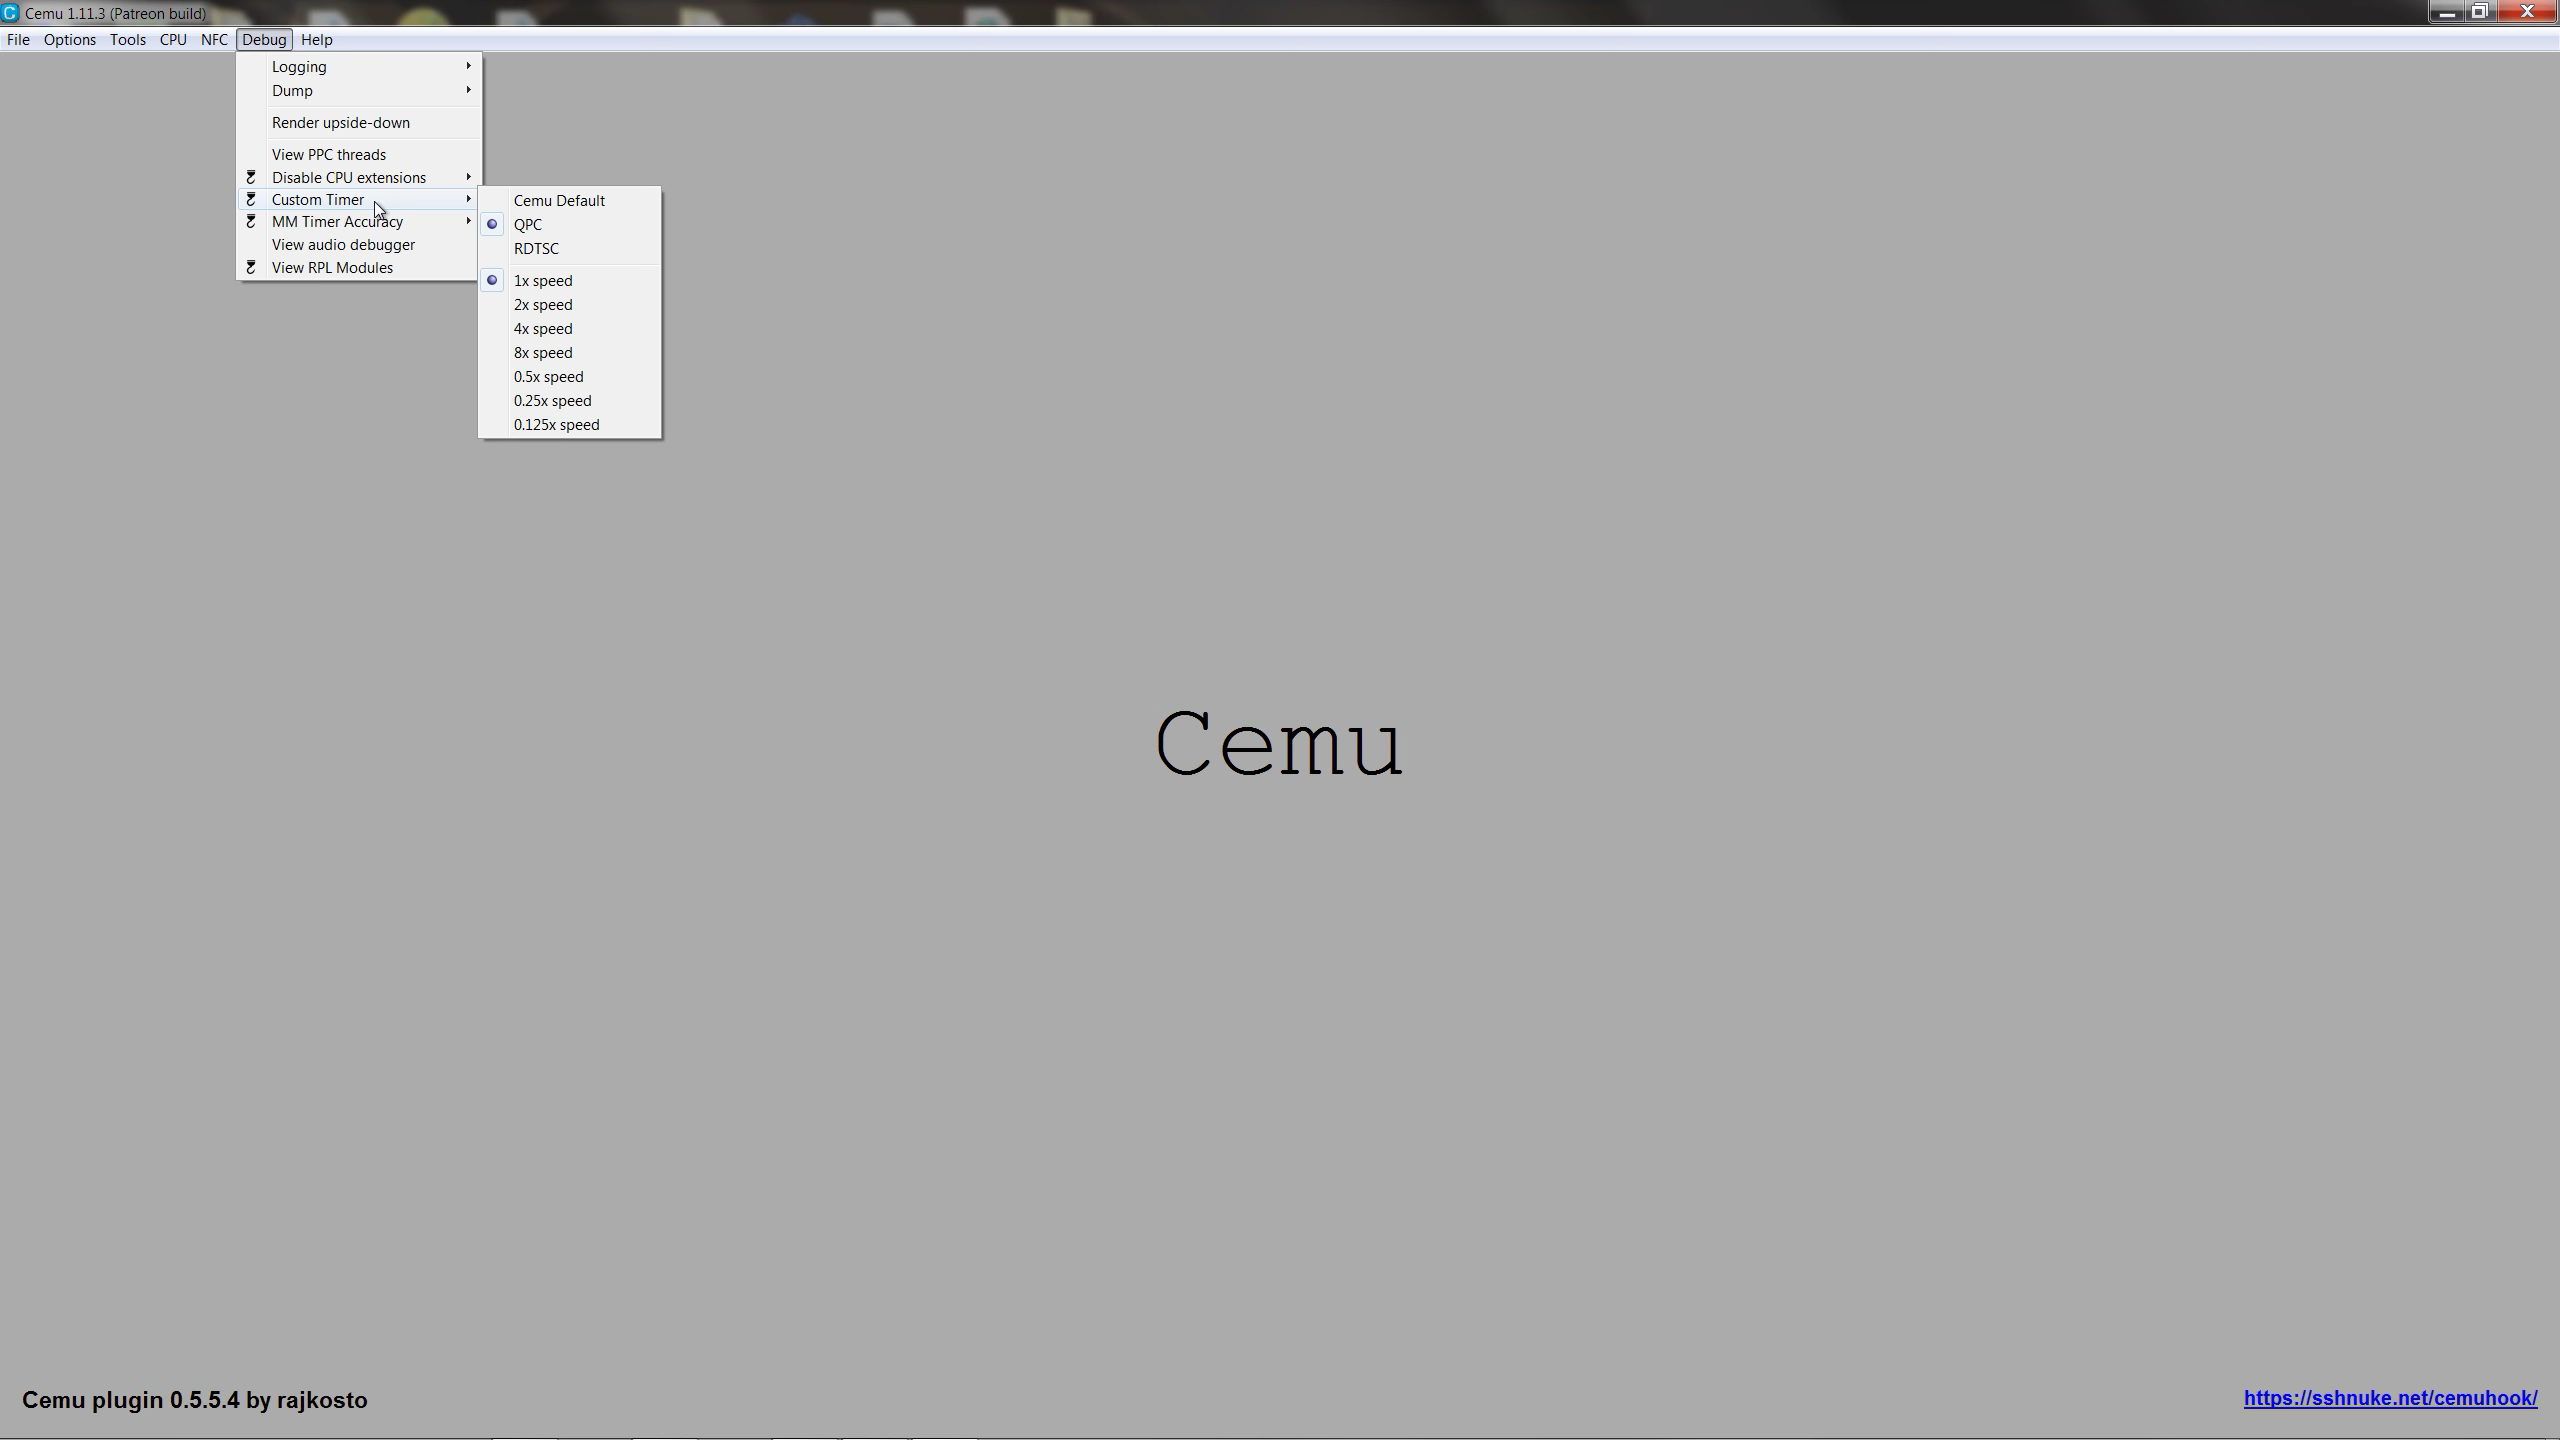 Cemu 1.11.3 (Patreon build)
File Options Tools CPU NFC Debug Help
Logging
Dump
Render upside-down
View PPC threads
Disable CPU extensions
Custom Timer
MM Timer Accuracy
View audio debugger
View RPL Modules
Cemu Default
QPC
RDTSC
1x speed
2x speed
4x speed
8x speed
0.5x speed
0.25x speed
0.125x speed
Cemu
Cemu plugin 0.5.5.4 by rajkosto
https://sshnuke.net/cemuhook/